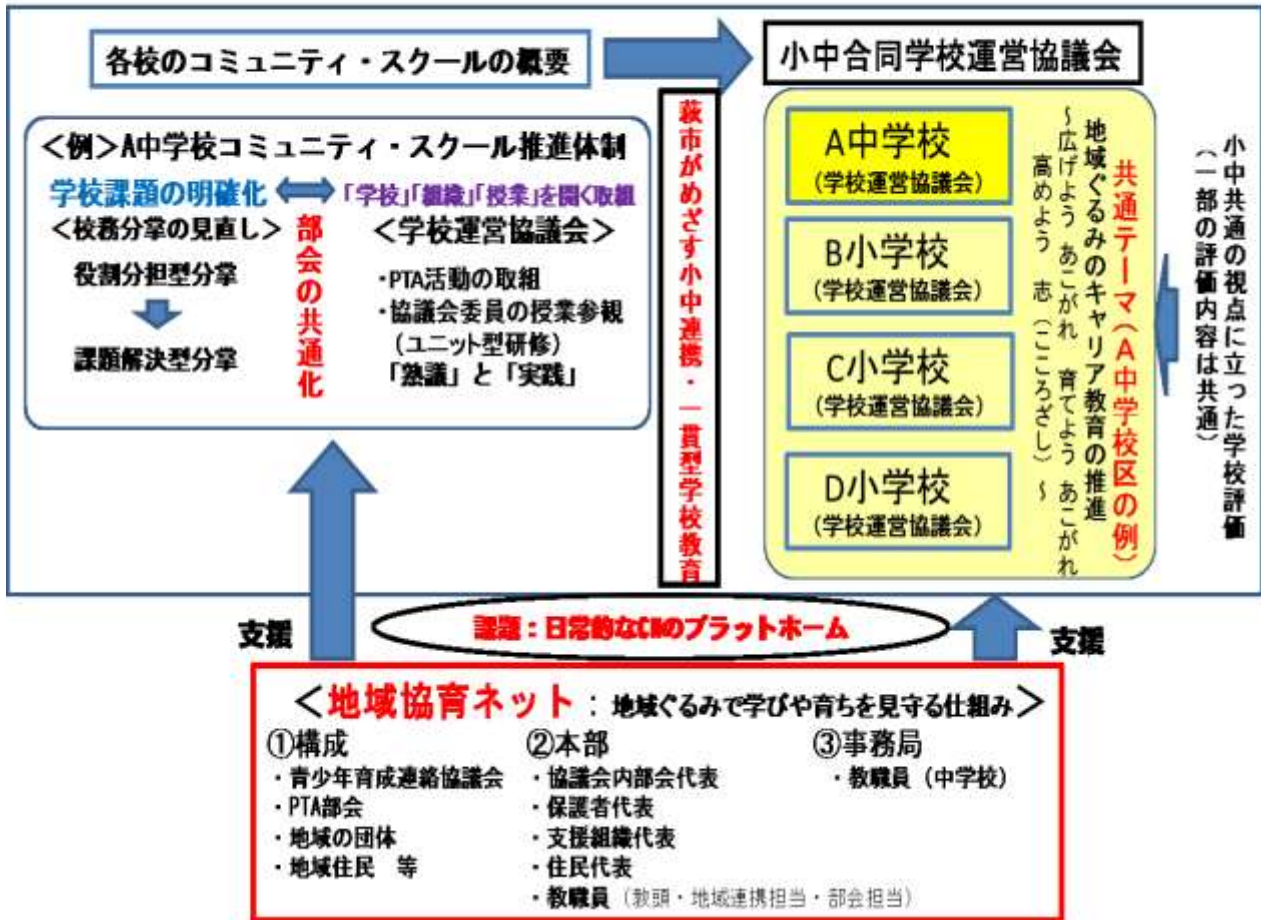 各校のコミュニティ・スクールの概要
小中合同学校運営協議会
<例>A中学校コミュニティ・スクール推進体制
学校課題の明確化
「学校」「組織」「授業」を開く取組
<校務分掌の見直し>
役割分担型分掌
課題解決型分掌
部会の共通化
<学校運営協議会>
・PTA活動の取組
・協議会委員の授業参観
(ユニット型研修)
「熟議」と「実践」
萩市がめざす小中連携・一貫型学校教育
A中学校
(学校運営協議会)
B小学校
(学校運営協議会)
C小学校
(学校運営協議会)
D小学校
(学校運営協議会)
共通テーマ(A中学校区の例)
地域ぐるみのキャリア教育の推進
~広げよう あこがれ 育てよう あこがれ
高めよう 志(こころざし)~
小中共通の視点に立った学校評価
(一部の評価内容は共通)
支援
課題:日常的なCMのプラットホーム
支援
<地域協育ネット:地域ぐるみで学びや育ちを見守る仕組み>
①構成
・青少年育成連絡協議会
・PTA部会
・地域の団体
・地域住民 等
②本部
・協議会内部会代表
・保護者代表
・支援組織代表
・住民代表
・教職員(教頭・地域連携担当・部会担当)
③事務局
・教職員(中学校)